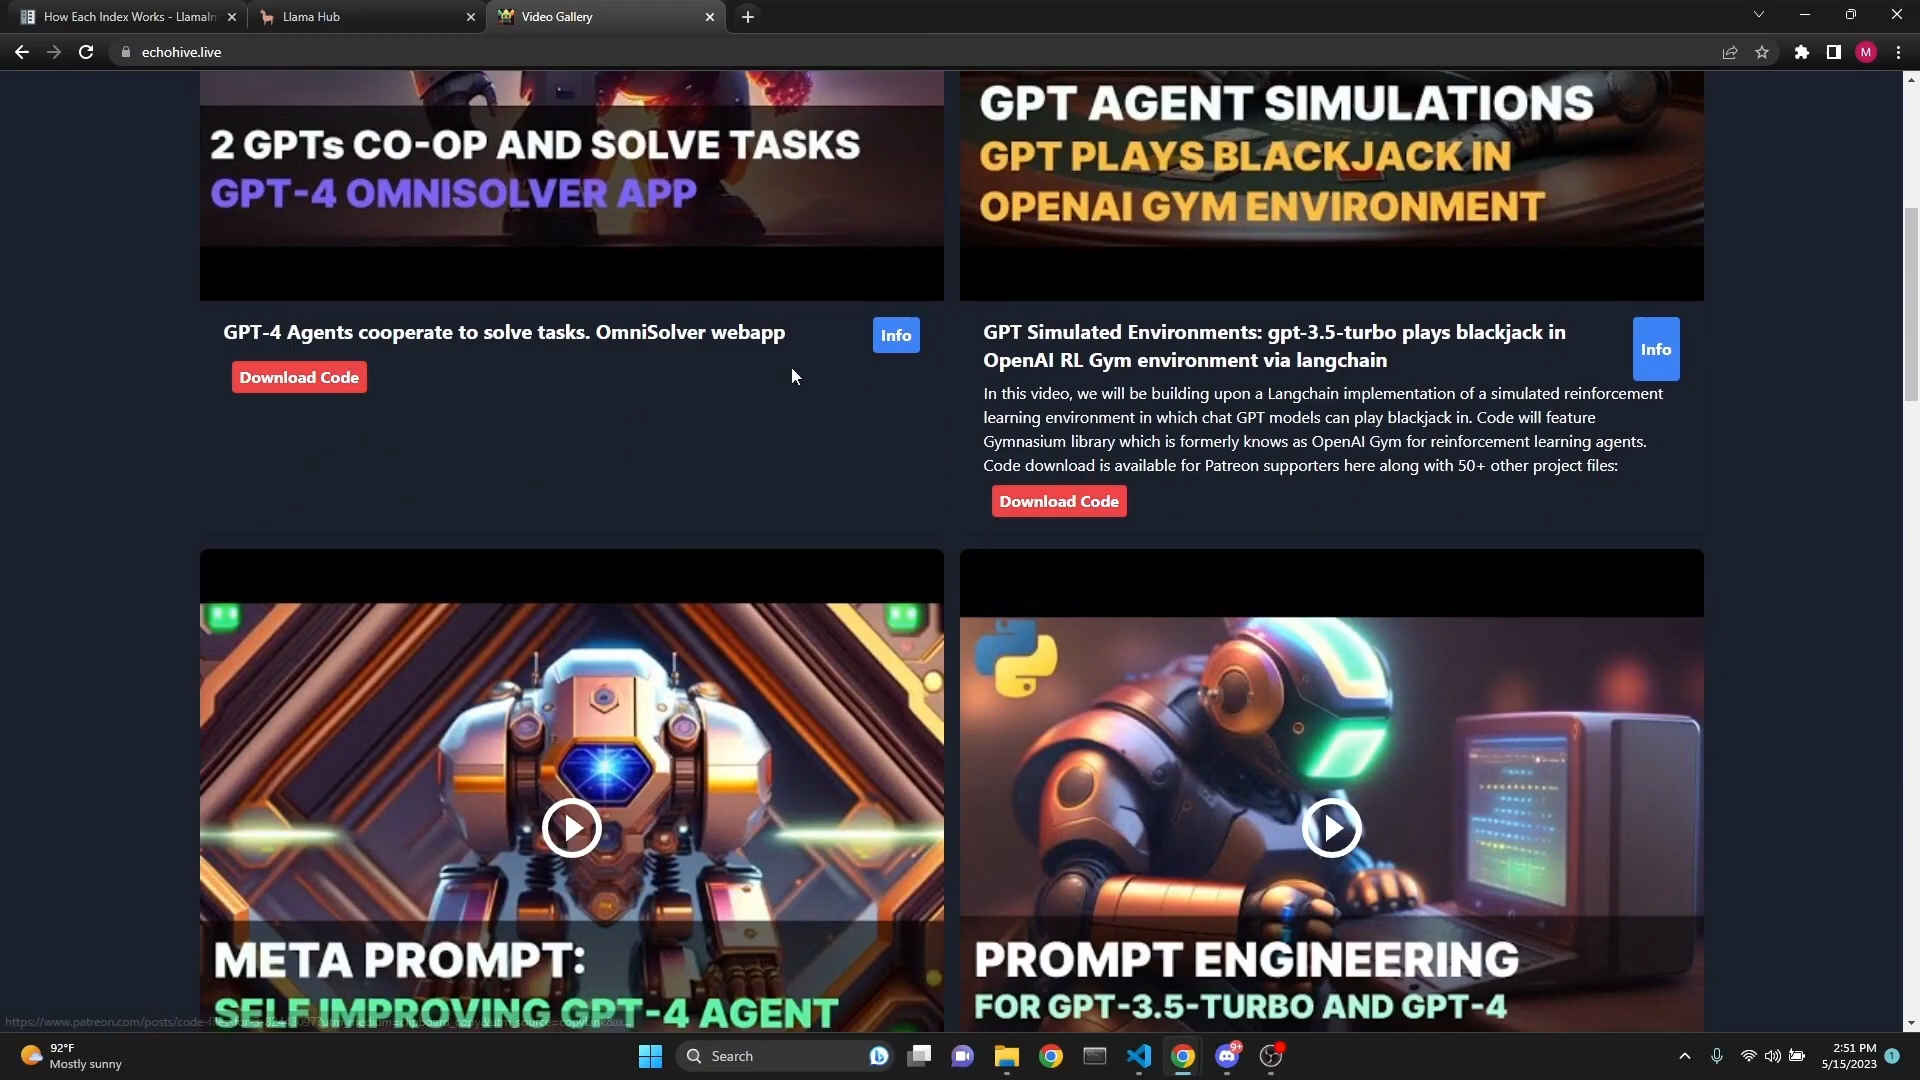 How Each Index Works - LlamaIn
Llama Hub
Video Gallery
echohive.live
M
2 GPTs CO-OP AND SOLVE TASKS
GPT-4 OMNISOLVER APP
GPT AGENT SIMULATIONS
GPT PLAYS BLACKJACK IN
OPENAI GYM ENVIRONMENT
GPT-4 Agents cooperate to solve tasks. OmniSolver webapp
Info
Download Code
GPT Simulated Environments: gpt-3.5-turbo plays blackjack in
OpenAI RL Gym environment via langchain
Info
In this video, we will be building upon a Langchain implementation of a simulated reinforcement
learning environment in which chat GPT models can play blackjack in. Code will feature
Gymnasium library which is formerly knows as OpenAI Gym for reinforcement learning agents.
Code download is available for Patreon supporters here along with 50+ other project files:
Download Code
META PROMPT:
SELF IMPROVING GPT-4 AGENT
PROMPT ENGINEERING
FOR GPT-3.5-TURBO AND GPT-4
92°F
Mostly sunny
Search
9+
2:51 PM
5/15/2023
1